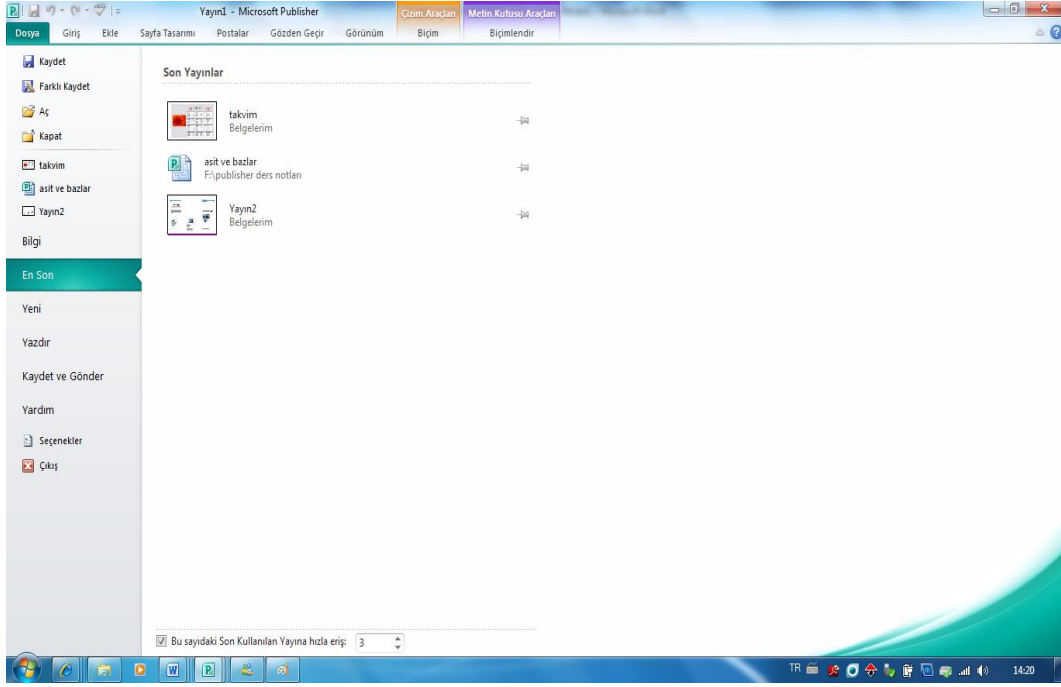 Yayın1 - Microsoft Publisher
Çizim Araçları
Metin Kutusu Araçları
Dosya Giriş Ekle Sayfa Tasarımı Postalar Gözden Geçir Görünüm Biçim Biçimlendir
Kaydet
Farklı Kaydet
Aç
Kapat
takvim
asit ve bazlar
Yayın2
Bilgi
En Son
Yeni
Yazdır
Kaydet ve Gönder
Yardım
Seçenekler
Çıkış
Son Yayınlar
takvim
Belgelerim
asit ve bazlar
F:\publisher ders notları
Yayın2
Belgelerim
Bu sayıdaki Son Kullanılan Yayına hızla eriş: 3
TR 14:20